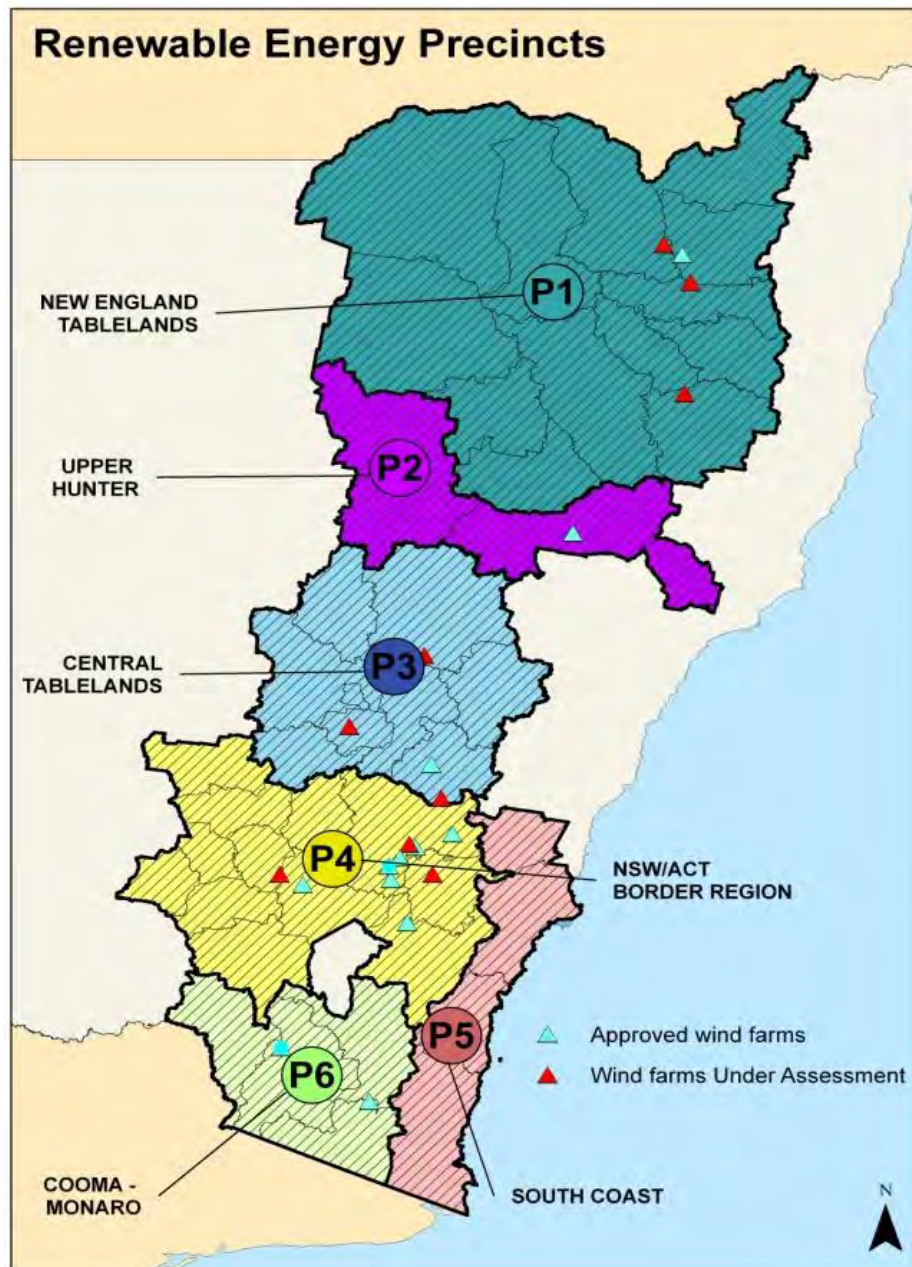 Renewable Energy Precincts
P1
NEW ENGLAND
TABLELANDS
P2
UPPER
HUNTER
P3
CENTRAL
TABLELANDS
P4
NSW/ACT
BORDER REGION
P5
Approved wind farms
P6
Wind farms Under Assessment
COOMA -
MONARO
SOUTH COAST
N